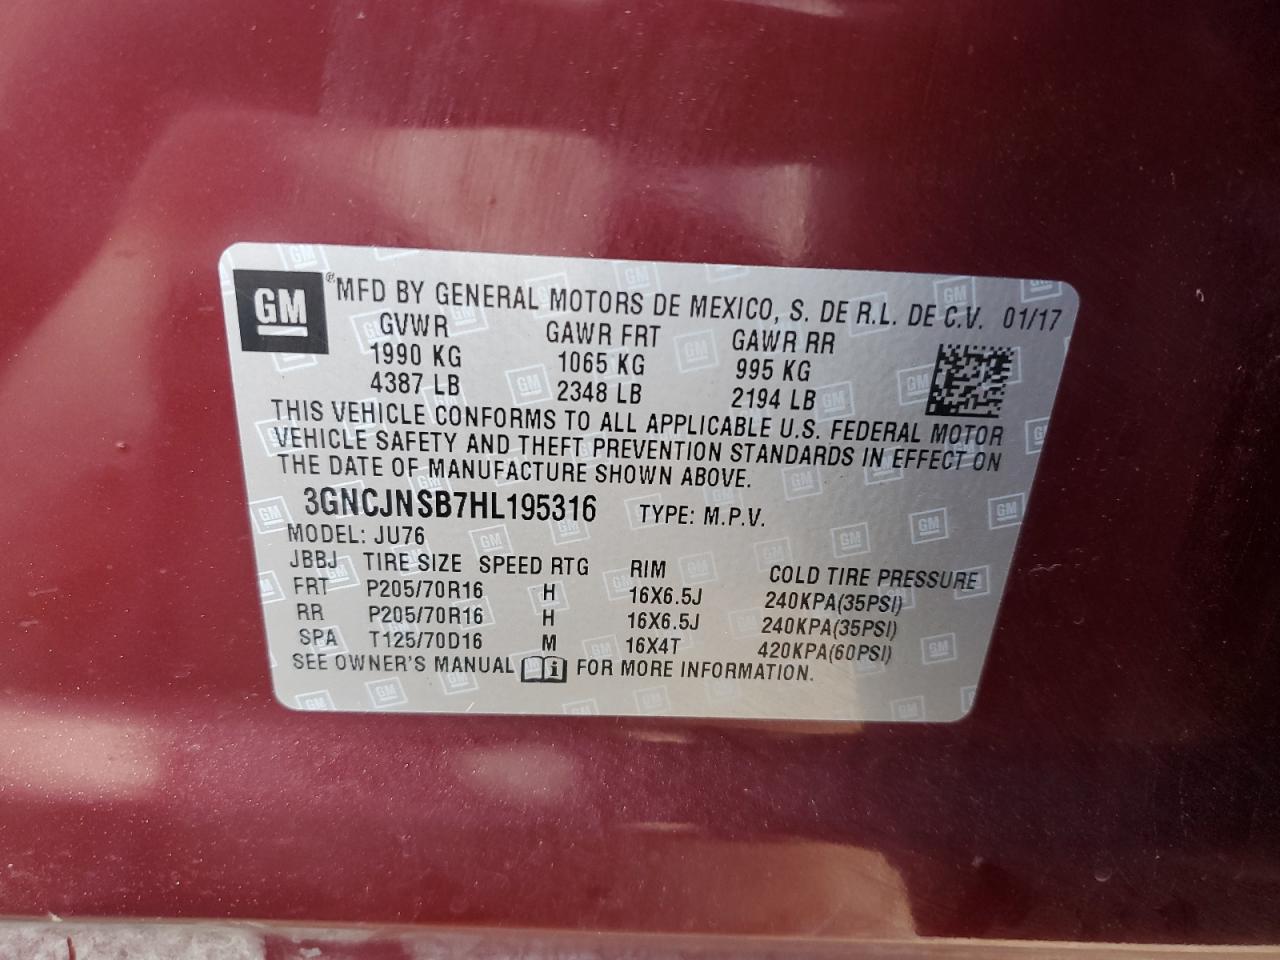 GM ®MFD BY GENERAL MOTORS DE MEXICO, S. DE R.L. DE C.V. 01/17
GVWR GAWR FRT GAWR RR
1990 KG 1065 KG 995 KG
4387 LB 2348 LB 2194 LB
THIS VEHICLE CONFORMS TO ALL APPLICABLE U.S. FEDERAL MOTOR
VEHICLE SAFETY AND THEFT PREVENTION STANDARDS IN EFFECT ON
THE DATE OF MANUFACTURE SHOWN ABOVE.
3GNCJNSB7HL195316 TYPE: M.P.V.
MODEL: JU76
JBBJ TIRE SIZE SPEED RTG RIM COLD TIRE PRESSURE
FRT P205/70R16 H 16X6.5J 240KPA(35PSI)
RR P205/70R16 H 16X6.5J 240KPA(35PSI)
SPA T125/70D16 M 16X4T 420KPA(60PSI)
SEE OWNER'S MANUAL i FOR MORE INFORMATION.